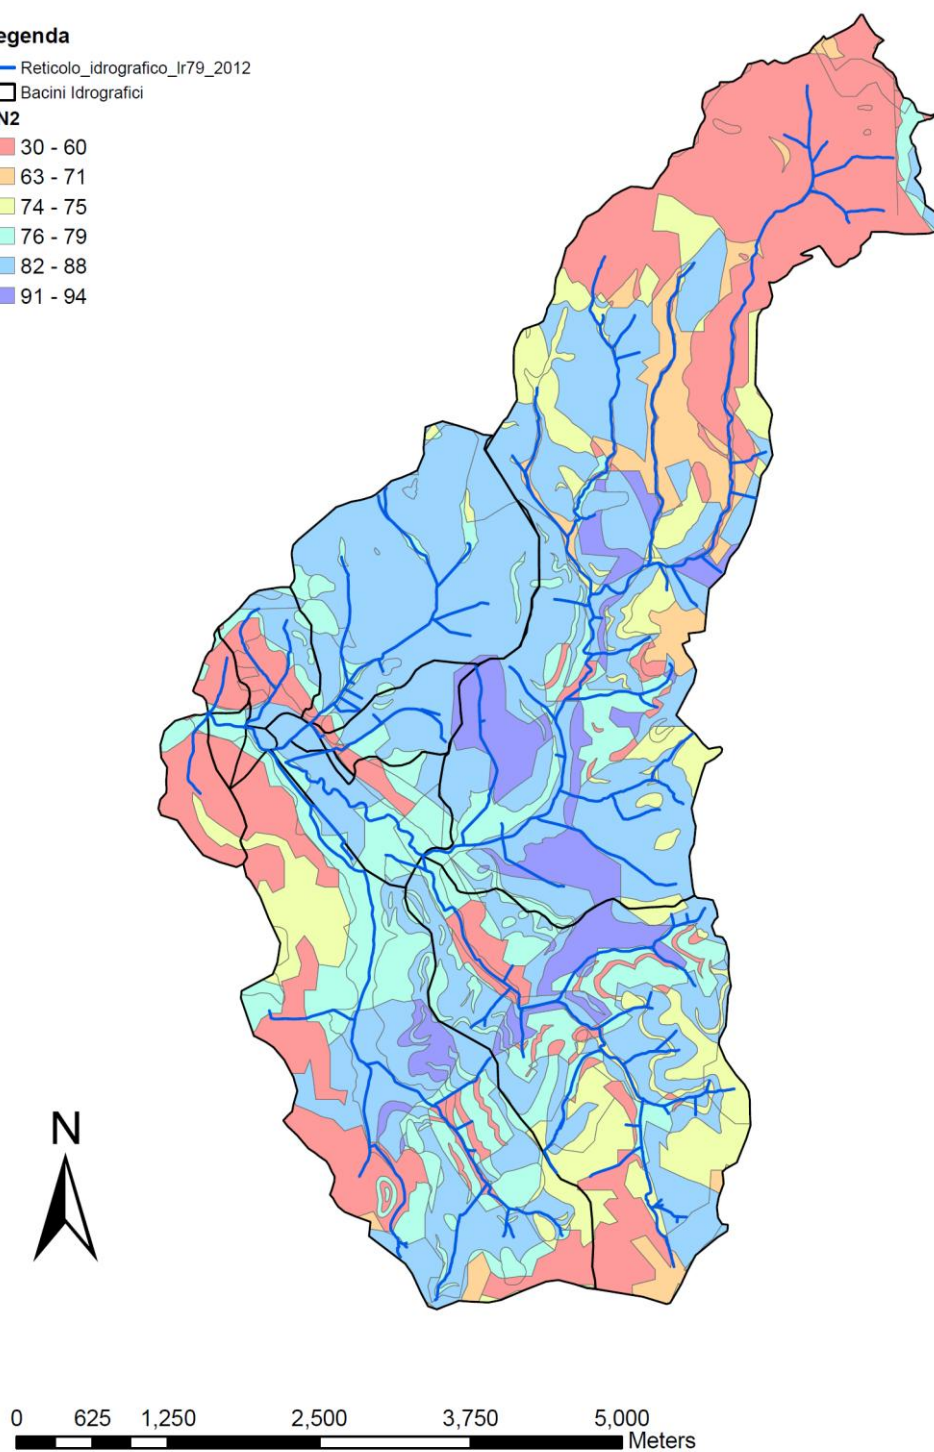 egenda
Reticolo_idrografico_lr79_2012
Bacini Idrografici
N2
30 - 60
63 - 71
74 - 75
76 - 79
82 - 88
91 - 94
N
0 625 1,250 2,500 3,750 5,000
Meters